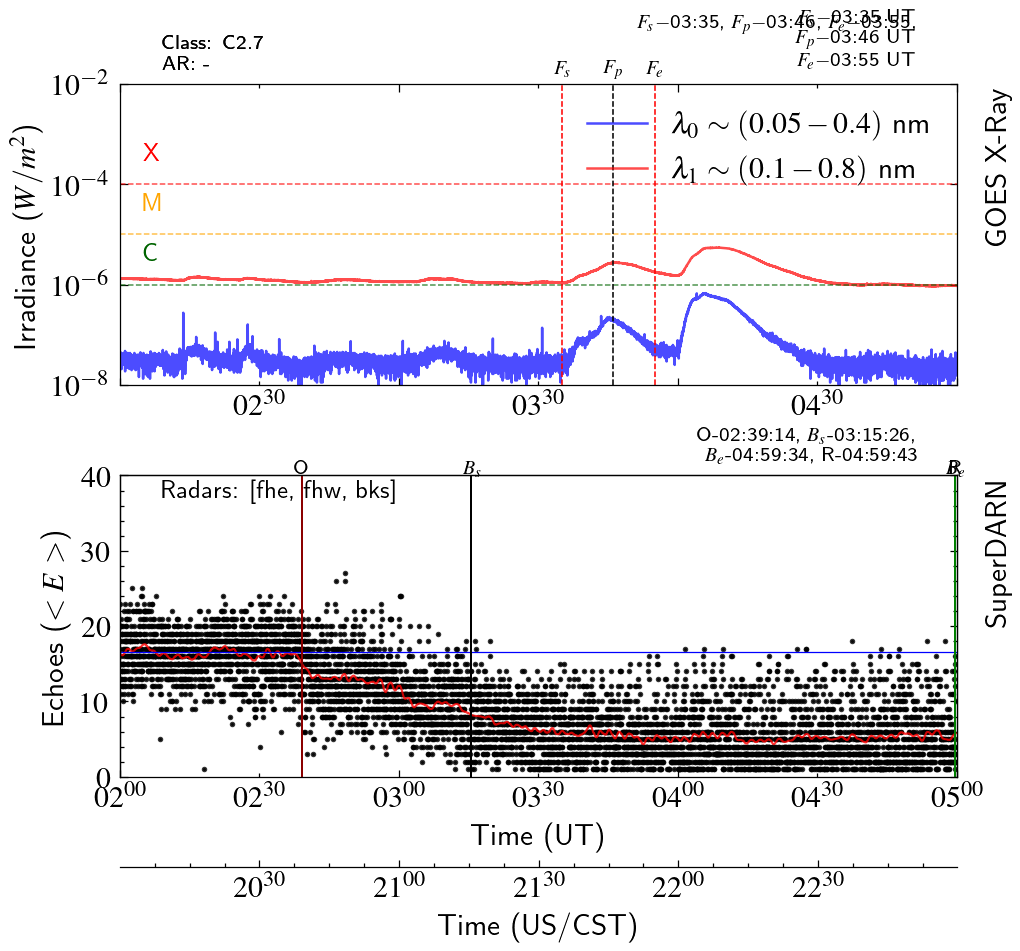 F_s−03:35, F_p−03:46, F_e−03:55,
F_s−03:35 UT
F_p−03:46 UT
F_e−03:55 UT
Class: C2.7
AR: -
F_s F_p F_e
10^−2
10^−4
10^−6
10^−8
Irradiance (W/m^2)
X
M
C
λ_0 ∼ (0.05 − 0.4) nm
λ_1 ∼ (0.1 − 0.8) nm
GOES X-Ray
02^30 03^30 04^30
O-02:39:14, B_s-03:15:26,
B_e-04:59:34, R-04:59:43
O B_s B_e R
Radars: [fhe, fhw, bks]
40
30
20
10
0
Echoes (< E >)
SuperDARN
02^00 02^30 03^00 03^30 04^00 04^30 05^00
Time (UT)
20^30 21^00 21^30 22^00 22^30
Time (US/CST)